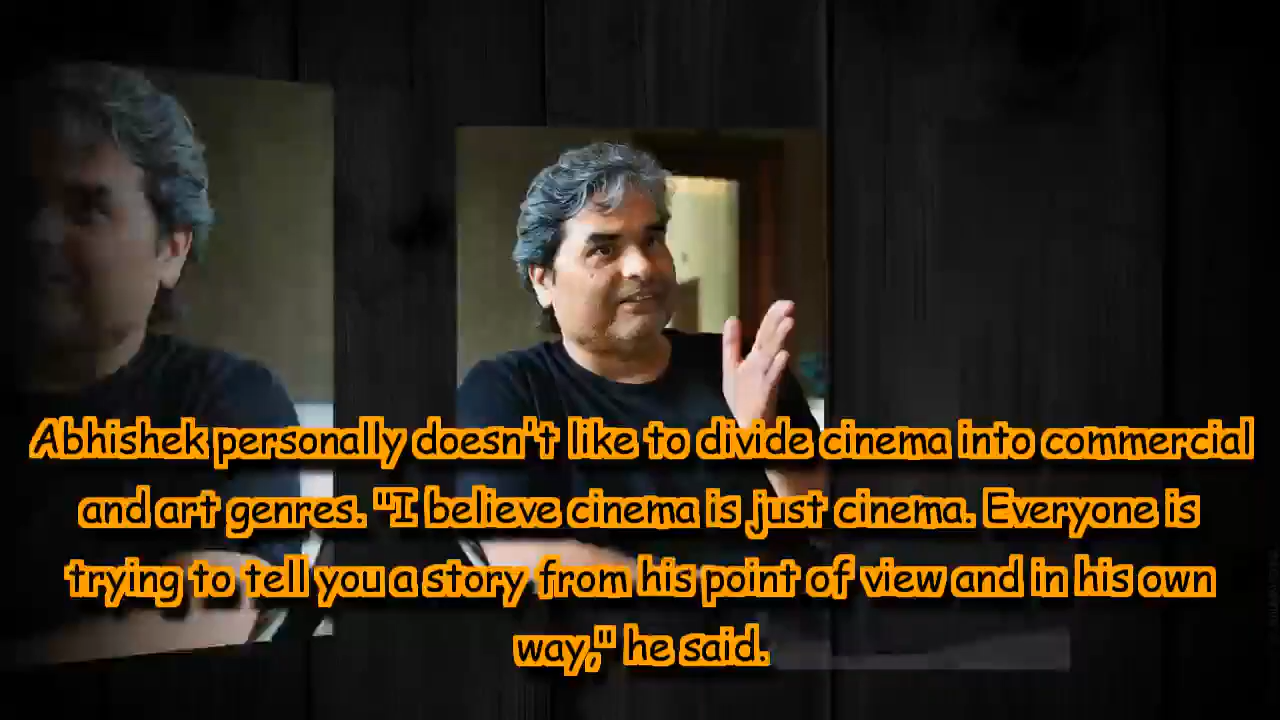 Abhishek personally doesn't like to divide cinema into commercial
and art genres. "I believe cinema is just cinema. Everyone is
trying to tell you a story from his point of view and in his own
way," he said.